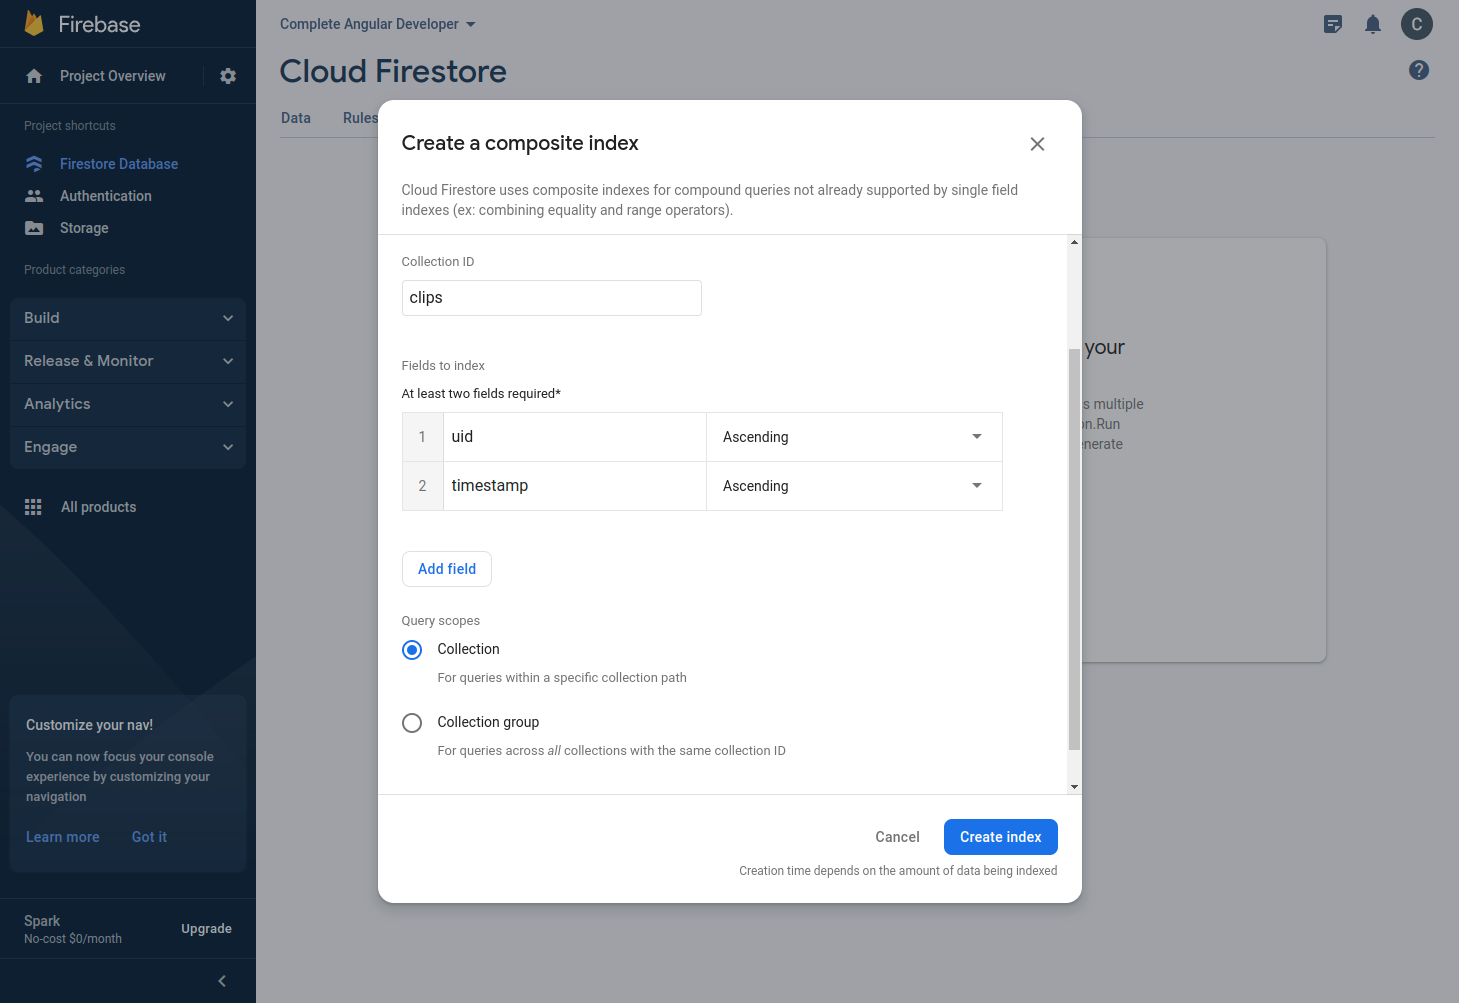 Firebase
Project Overview
Project shortcuts
Firestore Database
Authentication
Storage
Product categories
Build
Release & Monitor
Analytics
Engage
All products
Customize your nav!
You can now focus your console
experience by customizing your
navigation
Learn more Got it
Spark
No-cost $0/month
Upgrade
Complete Angular Developer
C
Cloud Firestore
?
Data Rules
Create a composite index
Cloud Firestore uses composite indexes for compound queries not already supported by single field
indexes (ex: combining equality and range operators).
Collection ID
clips
Fields to index
At least two fields required*
1 uid Ascending
2 timestamp Ascending
Add field
Query scopes
Collection
For queries within a specific collection path
Collection group
For queries across all collections with the same collection ID
Cancel Create index
Creation time depends on the amount of data being indexed
your
multiple
Run